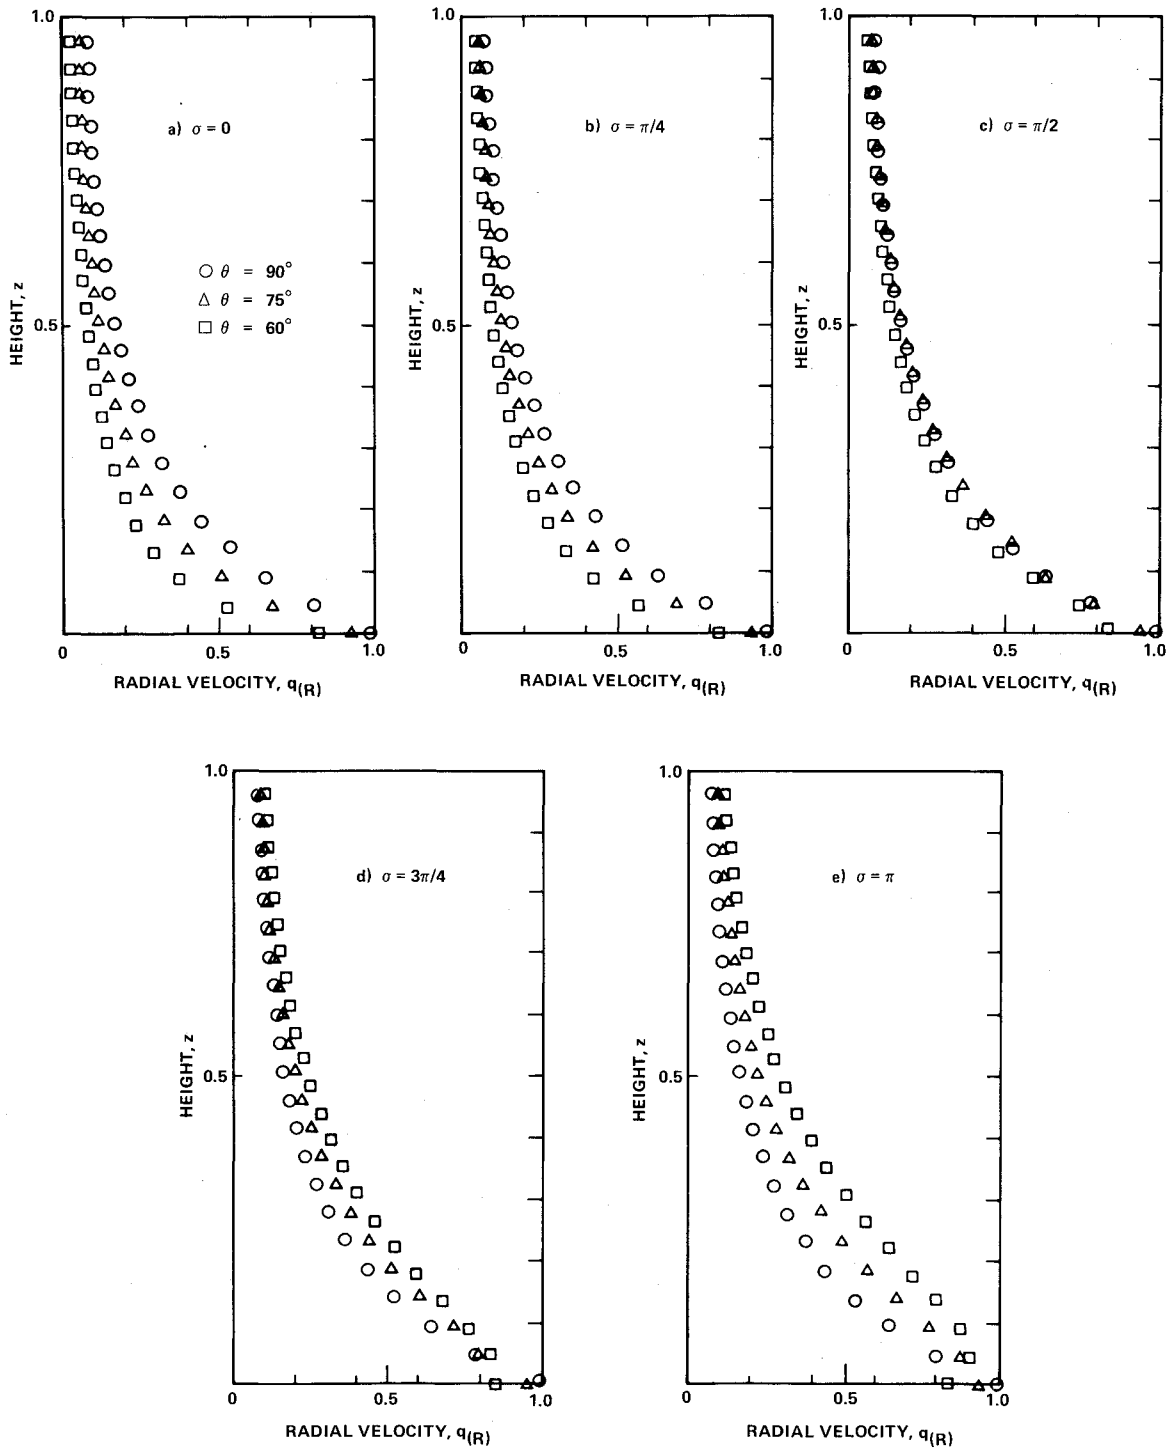 1.0
0.5
HEIGHT, z
a) σ = 0
○ θ = 90°
△ θ = 75°
□ θ = 60°
0
0.5
1.0
RADIAL VELOCITY, q(R)
1.0
0.5
HEIGHT, z
b) σ = π/4
0
0.5
1.0
RADIAL VELOCITY, q(R)
1.0
0.5
HEIGHT, z
c) σ = π/2
0
0.5
1.0
RADIAL VELOCITY, q(R)
1.0
0.5
HEIGHT, z
d) σ = 3π/4
0
0.5
1.0
RADIAL VELOCITY, q(R)
1.0
0.5
HEIGHT, z
e) σ = π
0
0.5
1.0
RADIAL VELOCITY, q(R)